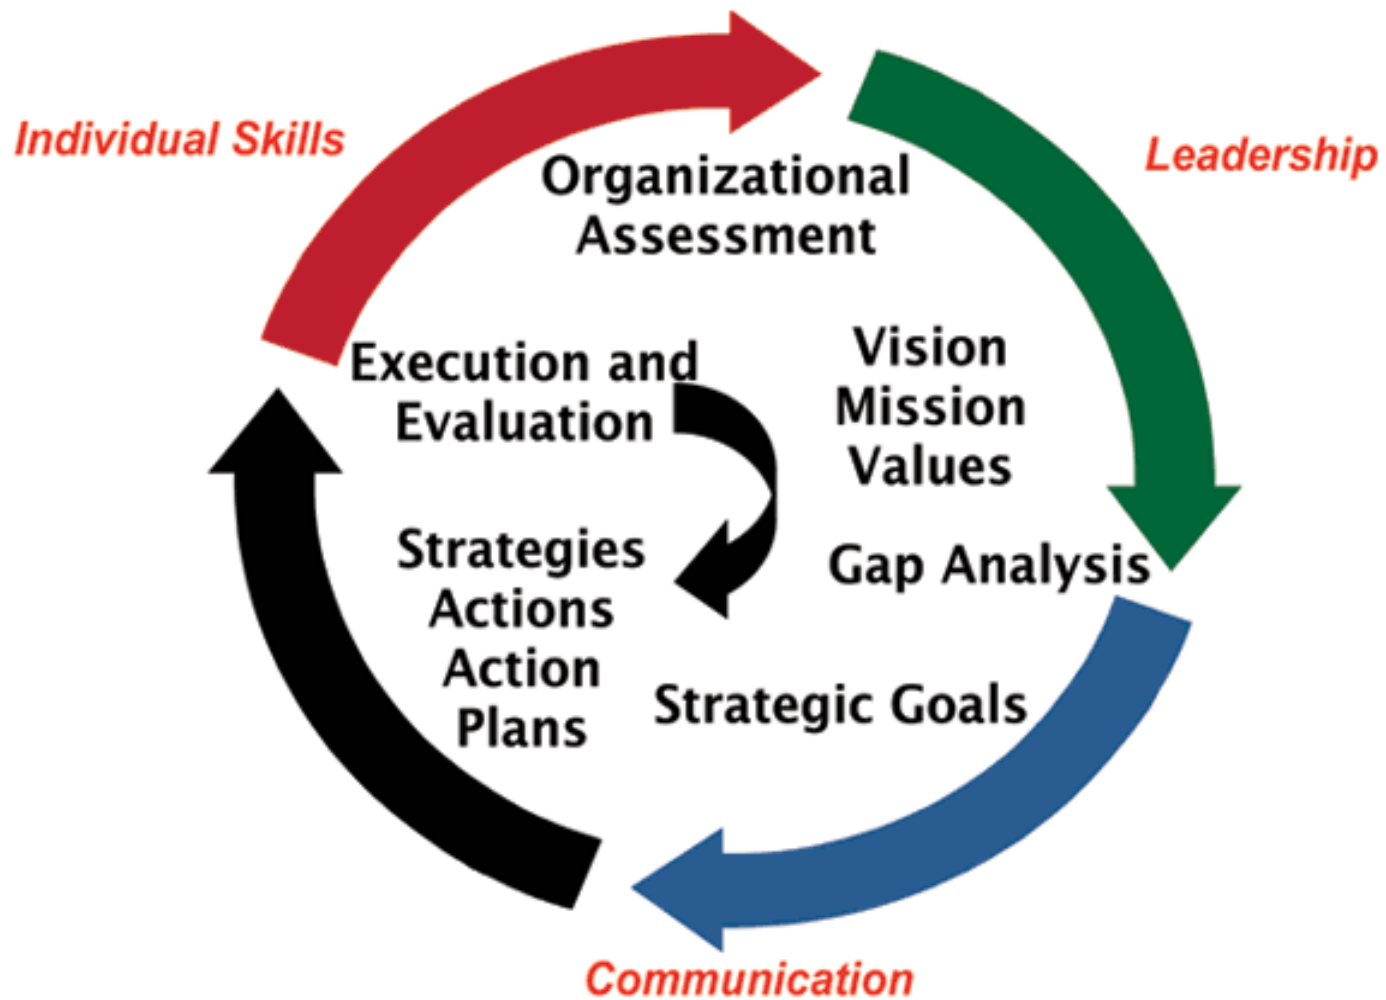 Individual Skills
Leadership
Organizational
Assessment
Execution and
Evaluation
Vision
Mission
Values
Strategies
Actions
Action
Plans
Gap Analysis
Strategic Goals
Communication